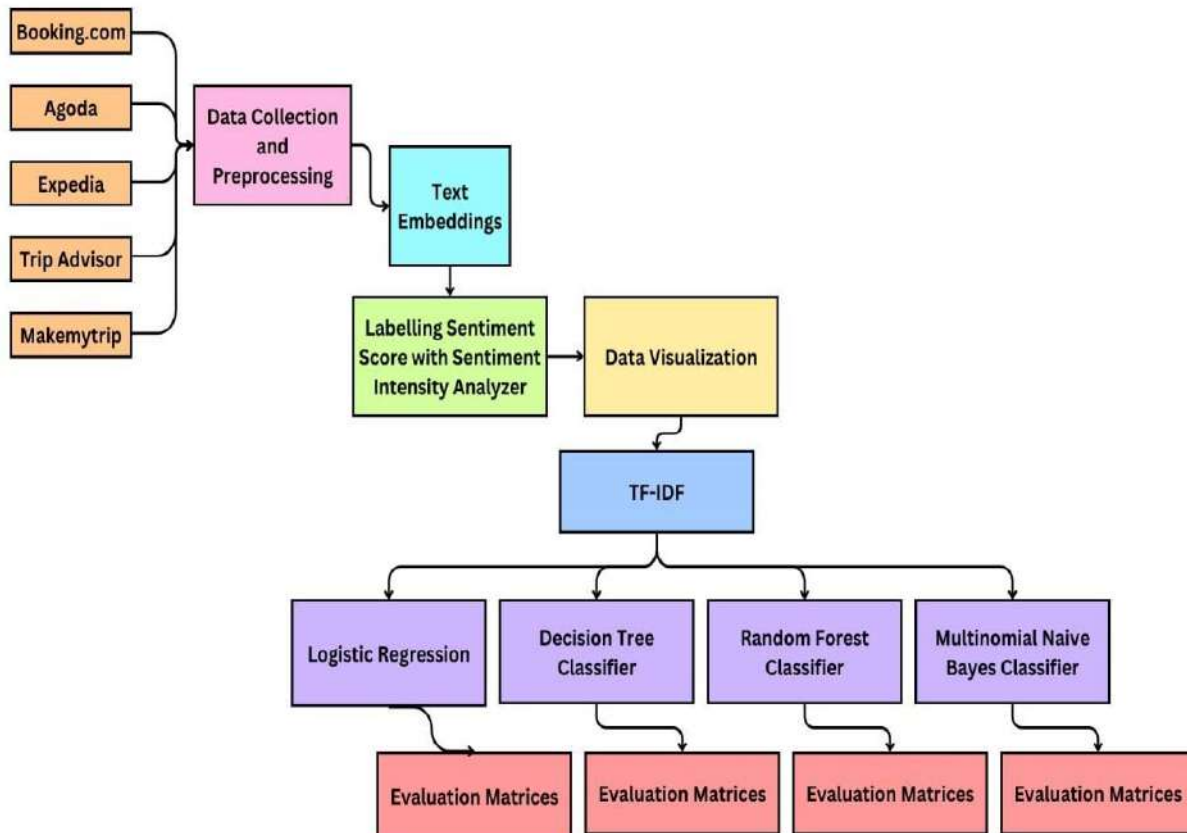 Booking.com
Agoda
Expedia
Trip Advisor
Makemytrip
Data Collection
and
Preprocessing
Text
Embeddings
Labelling Sentiment
Score with Sentiment
Intensity Analyzer
Data Visualization
TF-IDF
Logistic Regression
Decision Tree
Classifier
Random Forest
Classifier
Multinomial Naive
Bayes Classifier
Evaluation Matrices
Evaluation Matrices
Evaluation Matrices
Evaluation Matrices